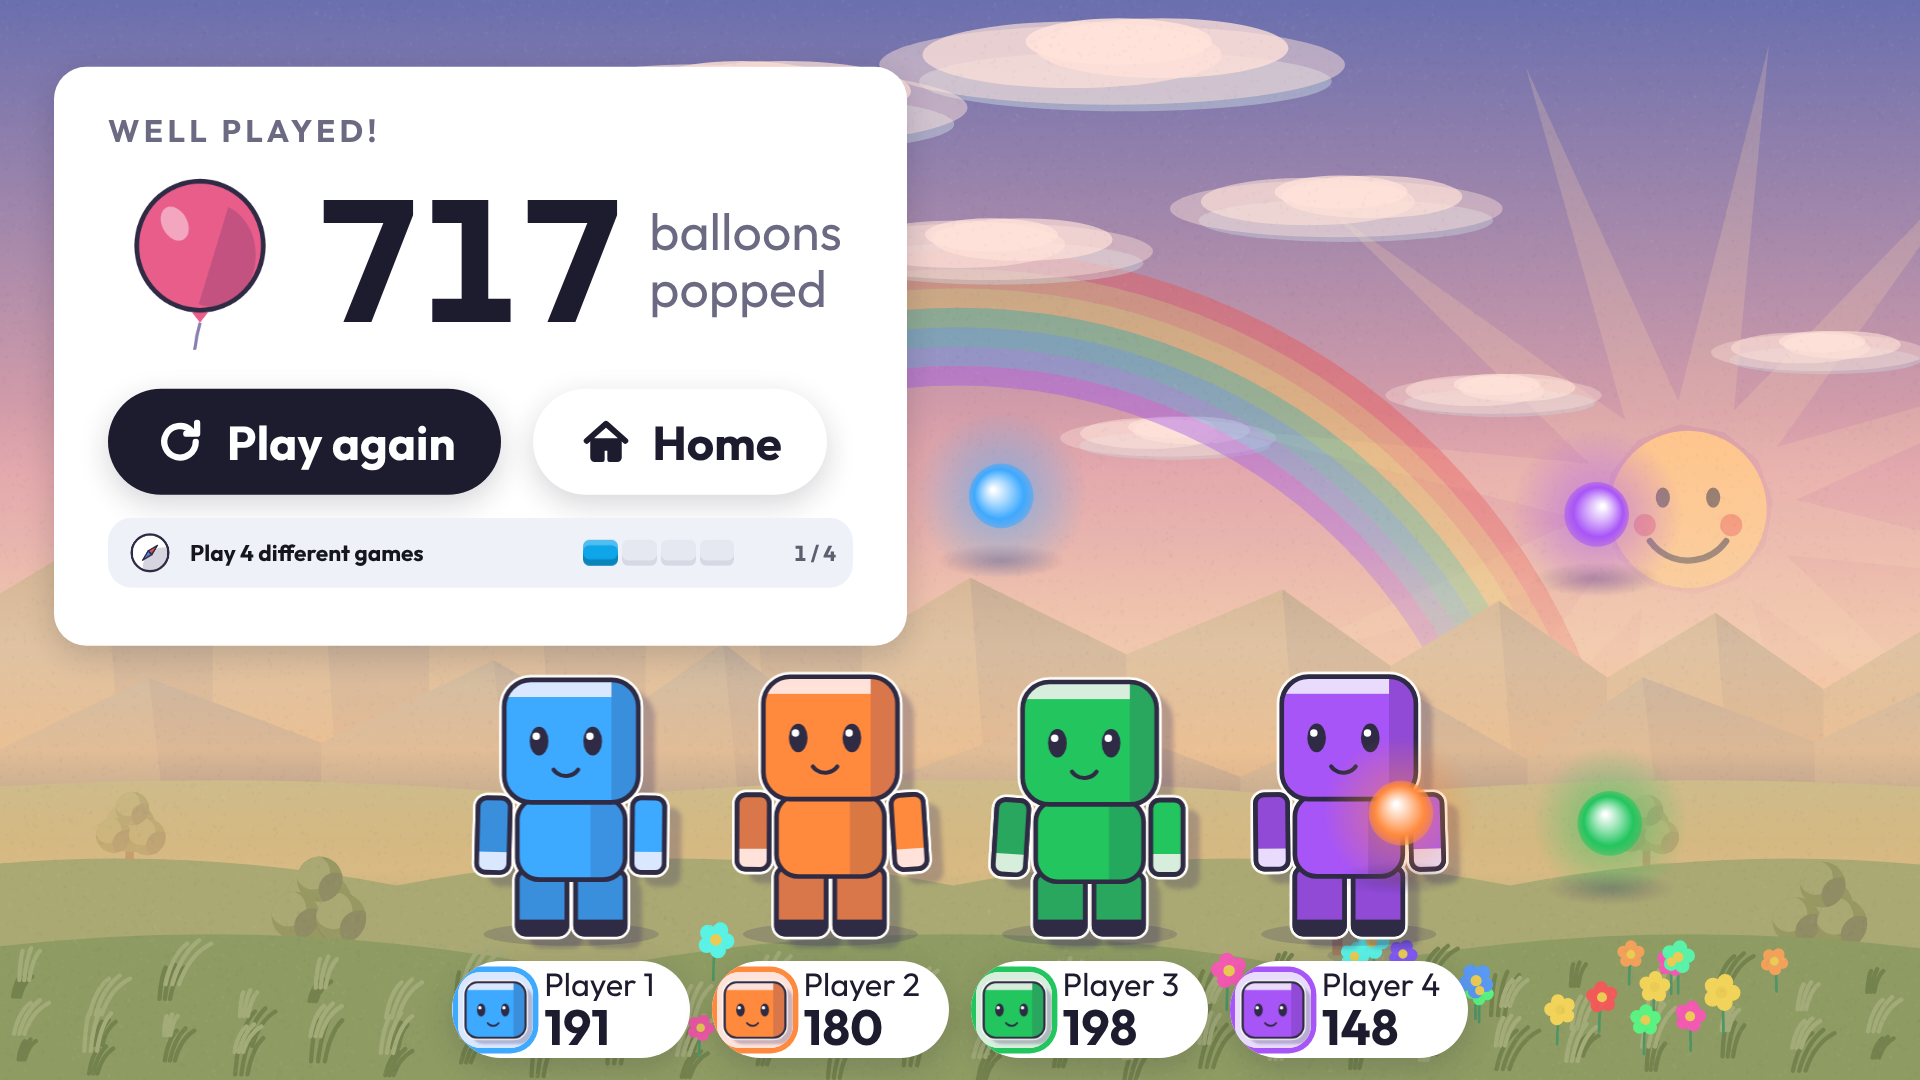 WELL PLAYED!
717
balloons
popped
Play again
Home
Play 4 different games
1 / 4
Player 1
191
Player 2
180
Player 3
198
Player 4
148